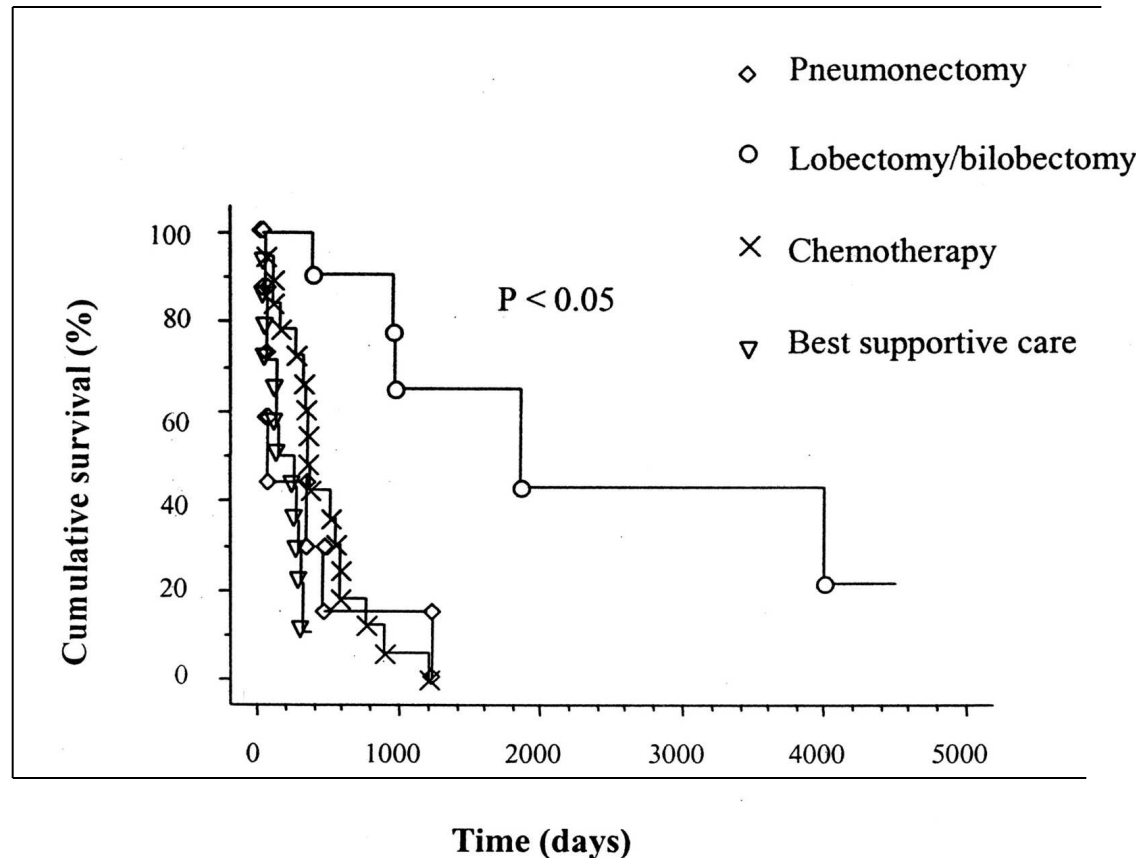 Pneumonectomy
Lobectomy/bilobectomy
Chemotherapy
Best supportive care
P < 0.05
Cumulative survival (%)
100
80
60
40
20
0
0 1000 2000 3000 4000 5000
Time (days)